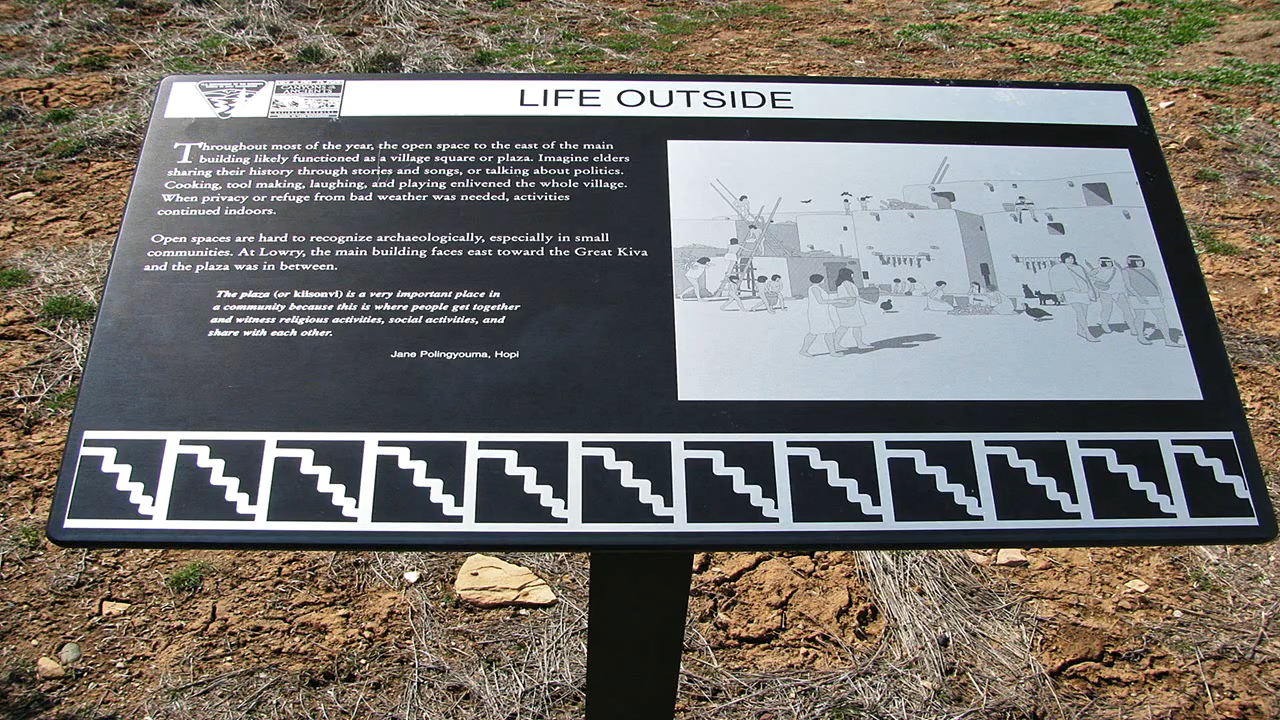 LIFE OUTSIDE
Throughout most of the year, the open space to the east of the main
building likely functioned as a village square or plaza. Imagine elders
sharing their history through stories and songs, or talking about politics.
Cooking, tool making, laughing, and playing enlivened the whole village.
When privacy or refuge from bad weather was needed, activities
continued indoors.
Open spaces are hard to recognize archaeologically, especially in small
communities. At Lowry, the main building faces east toward the Great Kiva
and the plaza was in between.
The plaza (or kiisonvi) is a very important place in
a community because this is where people get together
and witness religious activities, social activities, and
share with each other.
Jane Polingyouma, Hopi